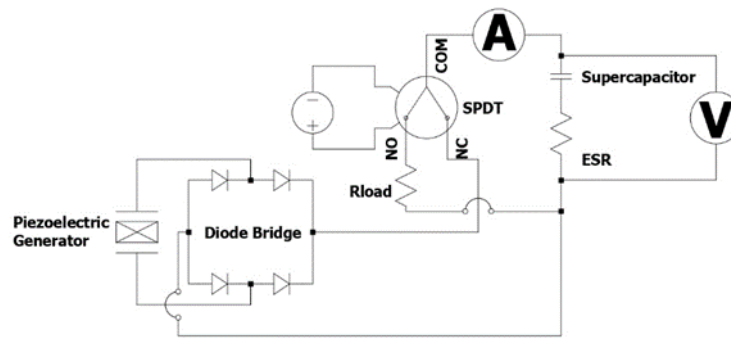 A
COM
Supercapacitor
SPDT
V
− +
NO
NC
ESR
Rload
Piezoelectric
Generator
Diode Bridge